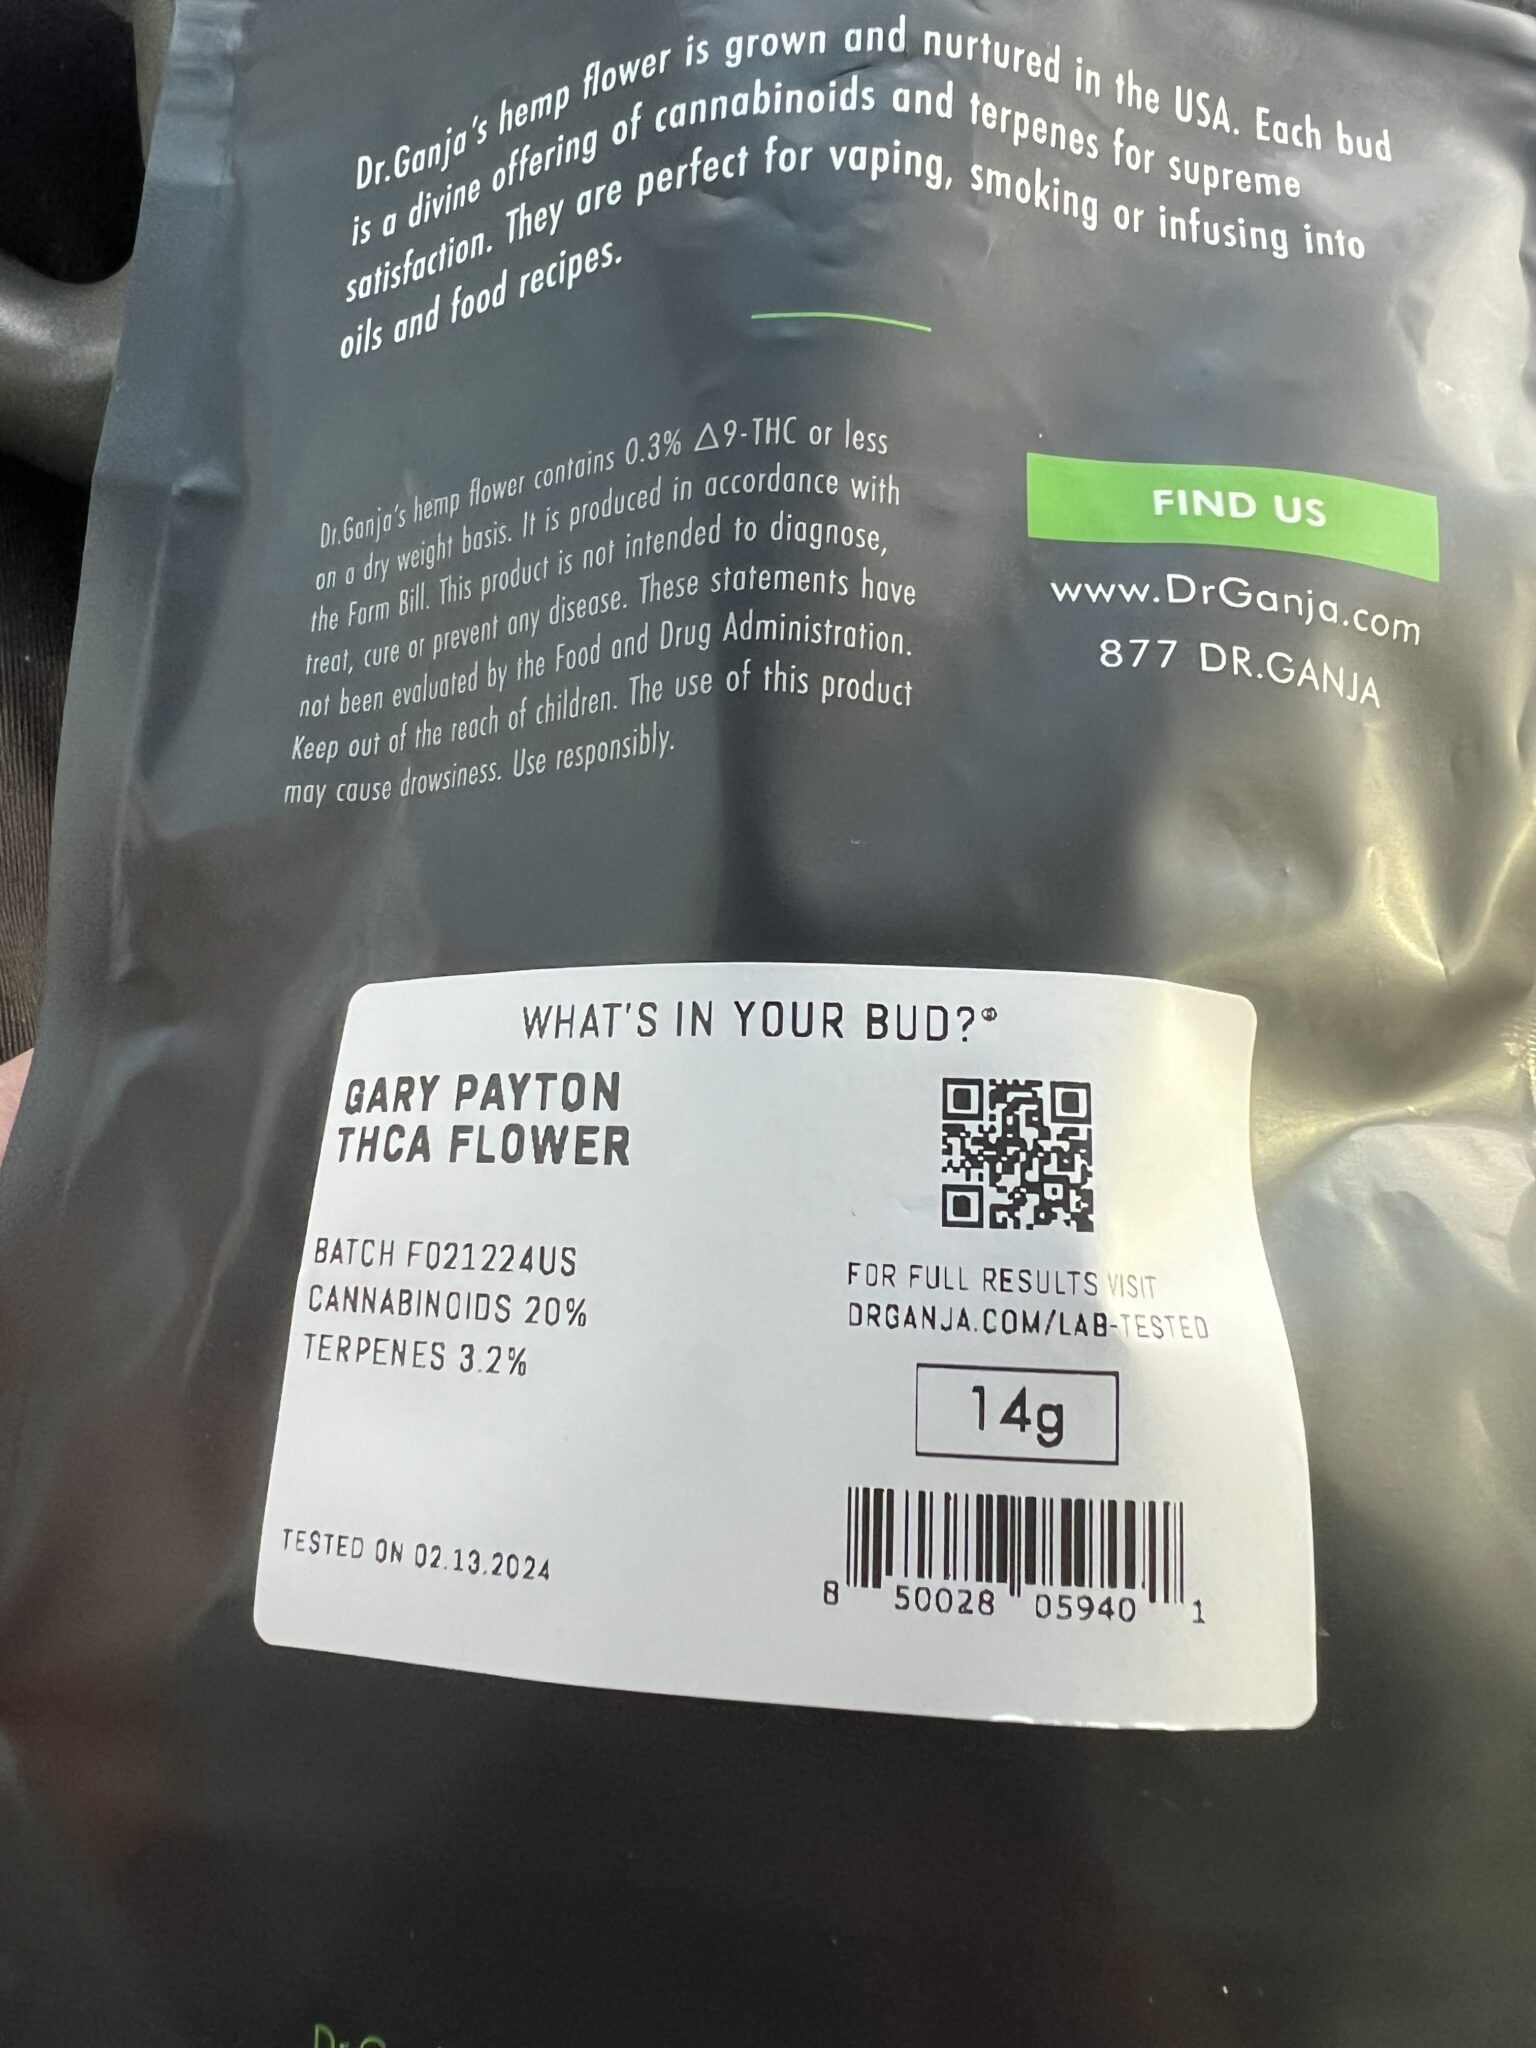 Dr.Ganja's hemp flower is grown and nurtured in the USA. Each bud
is a divine offering of cannabinoids and terpenes for supreme
satisfaction. They are perfect for vaping, smoking or infusing into
oils and food recipes.
Dr.Ganja's hemp flower contains 0.3% Δ9-THC or less
on a dry weight basis. It is produced in accordance with
the Farm Bill. This product is not intended to diagnose,
treat, cure or prevent any disease. These statements have
not been evaluated by the Food and Drug Administration.
Keep out of the reach of children. The use of this product
may cause drowsiness. Use responsibly.
FIND US
www.DrGanja.com
877 DR.GANJA
WHAT'S IN YOUR BUD?®
GARY PAYTON
THCA FLOWER
BATCH F021224US
CANNABINOIDS 20%
TERPENES 3.2%
TESTED ON 02.13.2024
FOR FULL RESULTS VISIT
DRGANJA.COM/LAB-TESTED
14g
8 50028 05940 1